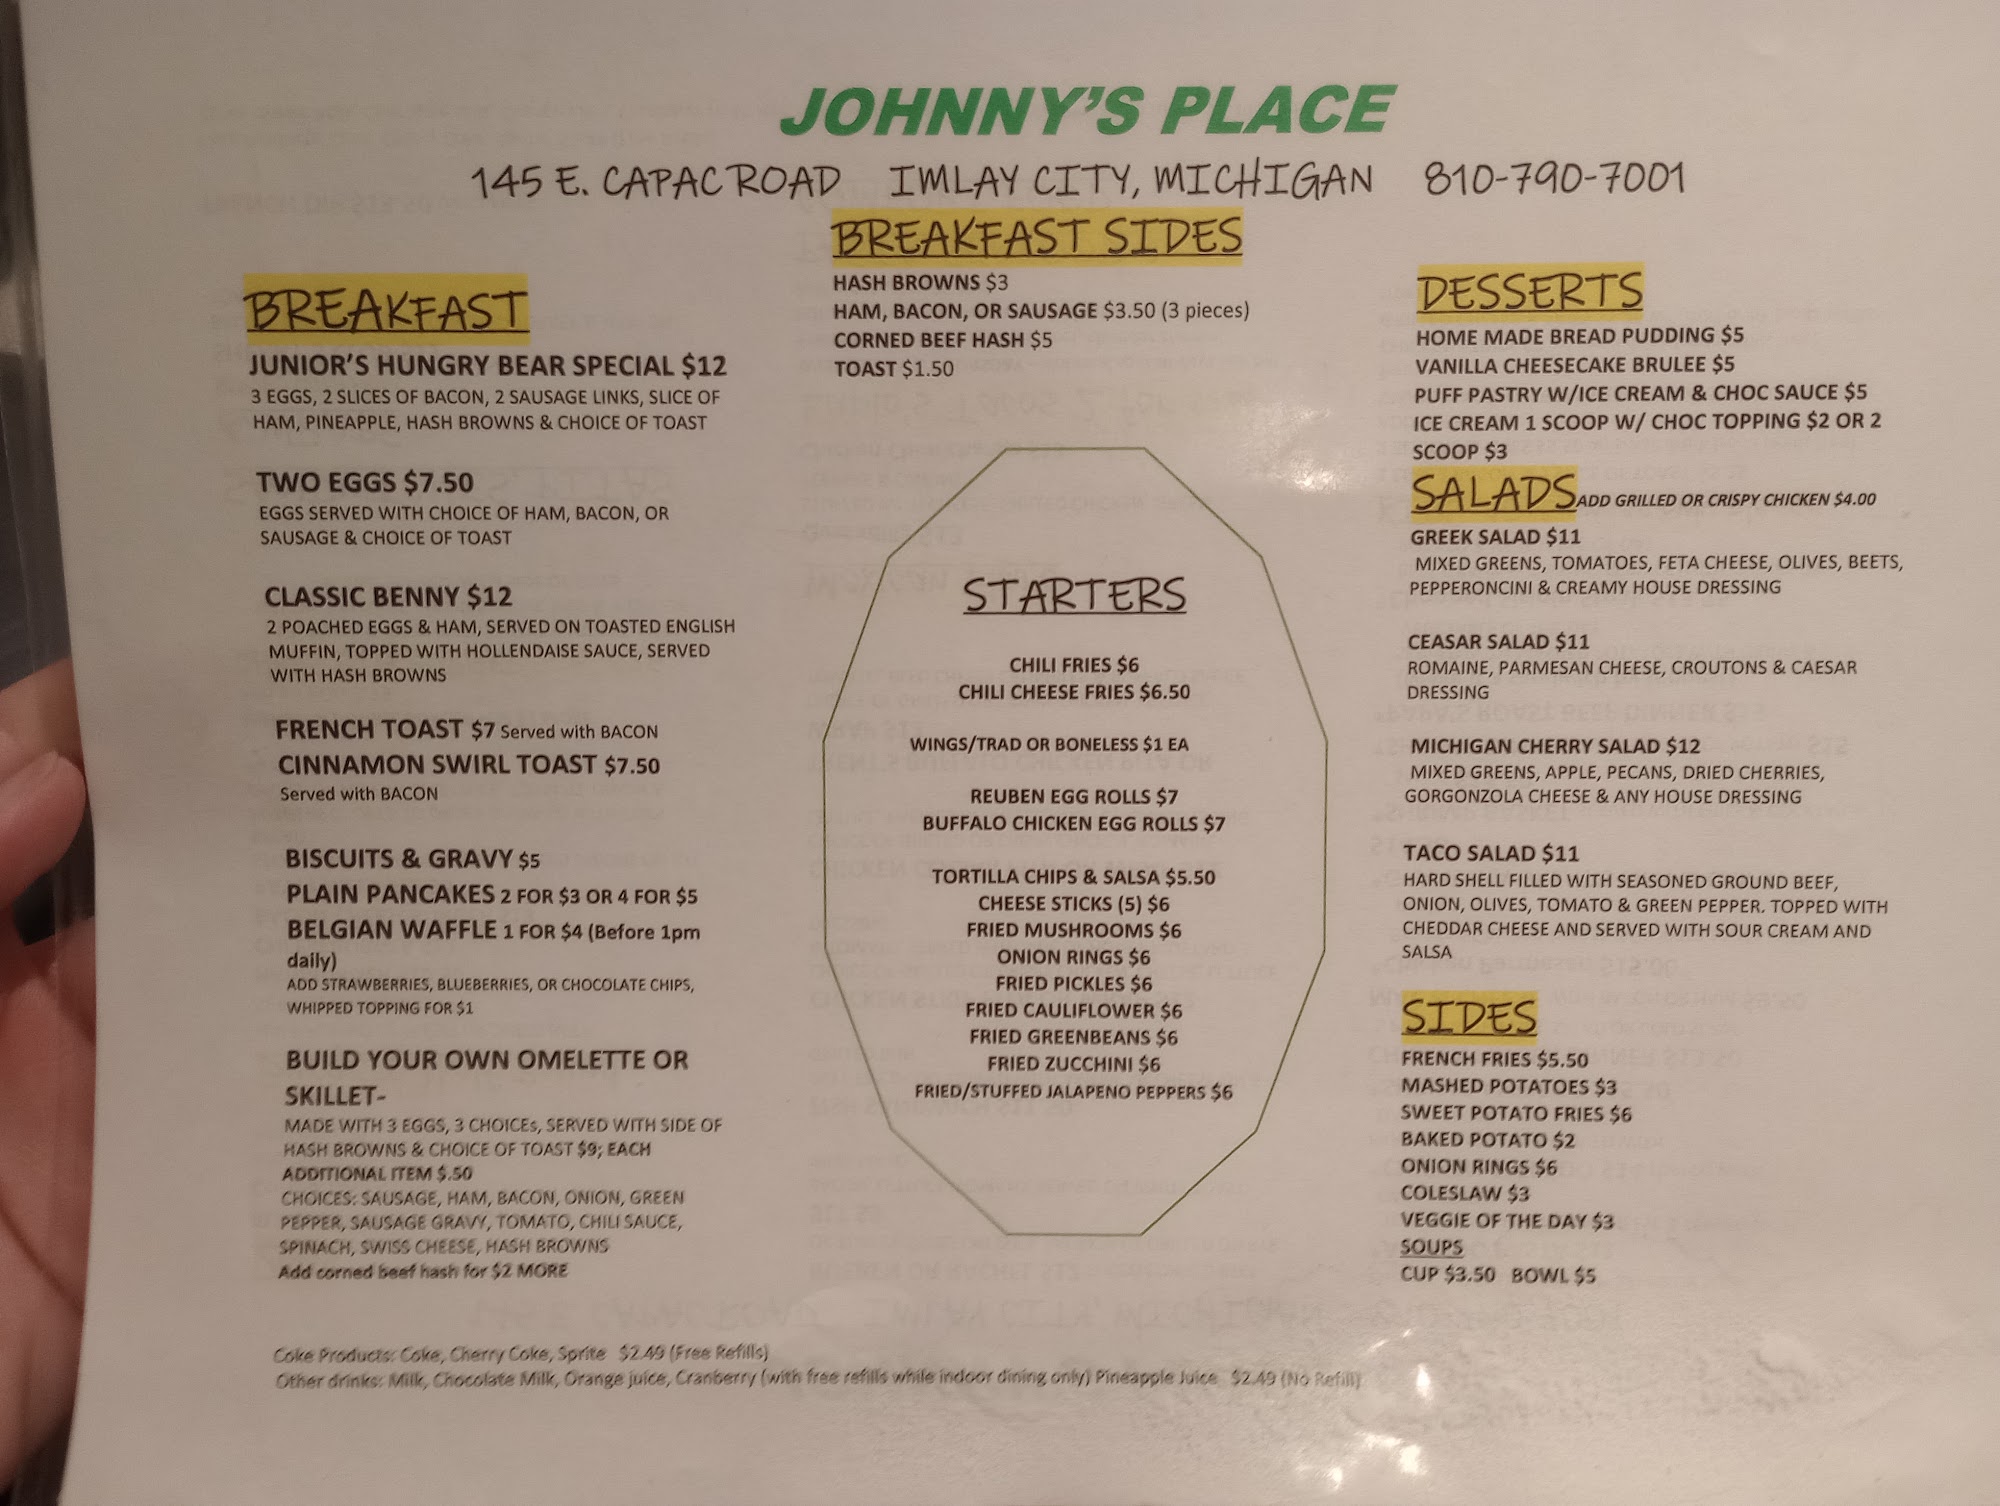 JOHNNY'S PLACE
145 E. CAPAC ROAD IMLAY CITY, MICHIGAN 810-790-7001
BREAKFAST
JUNIOR'S HUNGRY BEAR SPECIAL $12
3 EGGS, 2 SLICES OF BACON, 2 SAUSAGE LINKS, SLICE OF
HAM, PINEAPPLE, HASH BROWNS & CHOICE OF TOAST
TWO EGGS $7.50
EGGS SERVED WITH CHOICE OF HAM, BACON, OR
SAUSAGE & CHOICE OF TOAST
CLASSIC BENNY $12
2 POACHED EGGS & HAM, SERVED ON TOASTED ENGLISH
MUFFIN, TOPPED WITH HOLLENDAISE SAUCE, SERVED
WITH HASH BROWNS
FRENCH TOAST $7 Served with BACON
CINNAMON SWIRL TOAST $7.50
Served with BACON
BISCUITS & GRAVY $5
PLAIN PANCAKES 2 FOR $3 OR 4 FOR $5
BELGIAN WAFFLE 1 FOR $4 (Before 1pm
daily)
ADD STRAWBERRIES, BLUEBERRIES, OR CHOCOLATE CHIPS,
WHIPPED TOPPING FOR $1
BUILD YOUR OWN OMELETTE OR
SKILLET-
MADE WITH 3 EGGS, 3 CHOICEs, SERVED WITH SIDE OF
HASH BROWNS & CHOICE OF TOAST $9; EACH
ADDITIONAL ITEM $.50
CHOICES: SAUSAGE, HAM, BACON, ONION, GREEN
PEPPER, SAUSAGE GRAVY, TOMATO, CHILI SAUCE,
SPINACH, SWISS CHEESE, HASH BROWNS
Add corned beef hash for $2 MORE
BREAKFAST SIDES
HASH BROWNS $3
HAM, BACON, OR SAUSAGE $3.50 (3 pieces)
CORNED BEEF HASH $5
TOAST $1.50
STARTERS
CHILI FRIES $6
CHILI CHEESE FRIES $6.50
WINGS/TRAD OR BONELESS $1 EA
REUBEN EGG ROLLS $7
BUFFALO CHICKEN EGG ROLLS $7
TORTILLA CHIPS & SALSA $5.50
CHEESE STICKS (5) $6
FRIED MUSHROOMS $6
ONION RINGS $6
FRIED PICKLES $6
FRIED CAULIFLOWER $6
FRIED GREENBEANS $6
FRIED ZUCCHINI $6
FRIED/STUFFED JALAPENO PEPPERS $6
DESSERTS
HOME MADE BREAD PUDDING $5
VANILLA CHEESECAKE BRULEE $5
PUFF PASTRY W/ICE CREAM & CHOC SAUCE $5
ICE CREAM 1 SCOOP W/ CHOC TOPPING $2 OR 2
SCOOP $3
SALADS ADD GRILLED OR CRISPY CHICKEN $4.00
GREEK SALAD $11
MIXED GREENS, TOMATOES, FETA CHEESE, OLIVES, BEETS,
PEPPERONCINI & CREAMY HOUSE DRESSING
CEASAR SALAD $11
ROMAINE, PARMESAN CHEESE, CROUTONS & CAESAR
DRESSING
MICHIGAN CHERRY SALAD $12
MIXED GREENS, APPLE, PECANS, DRIED CHERRIES,
GORGONZOLA CHEESE & ANY HOUSE DRESSING
TACO SALAD $11
HARD SHELL FILLED WITH SEASONED GROUND BEEF,
ONION, OLIVES, TOMATO & GREEN PEPPER. TOPPED WITH
CHEDDAR CHEESE AND SERVED WITH SOUR CREAM AND
SALSA
SIDES
FRENCH FRIES $5.50
MASHED POTATOES $3
SWEET POTATO FRIES $6
BAKED POTATO $2
ONION RINGS $6
COLESLAW $3
VEGGIE OF THE DAY $3
SOUPS
CUP $3.50 BOWL $5
Coke Products: Coke, Cherry Coke, Sprite $2.49 (Free Refills)
Other drinks: Milk, Chocolate Milk, Orange juice, Cranberry (with free refills while indoor dining only) Pineapple Juice $2.49 (No Refill)